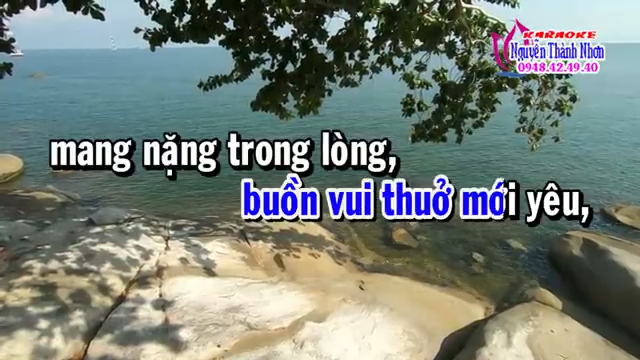 KARAOKE
Nguyễn Thành Nhơn
0948.42.49.40
mang nặng trong lòng,
buồn vui thuở mới yêu,